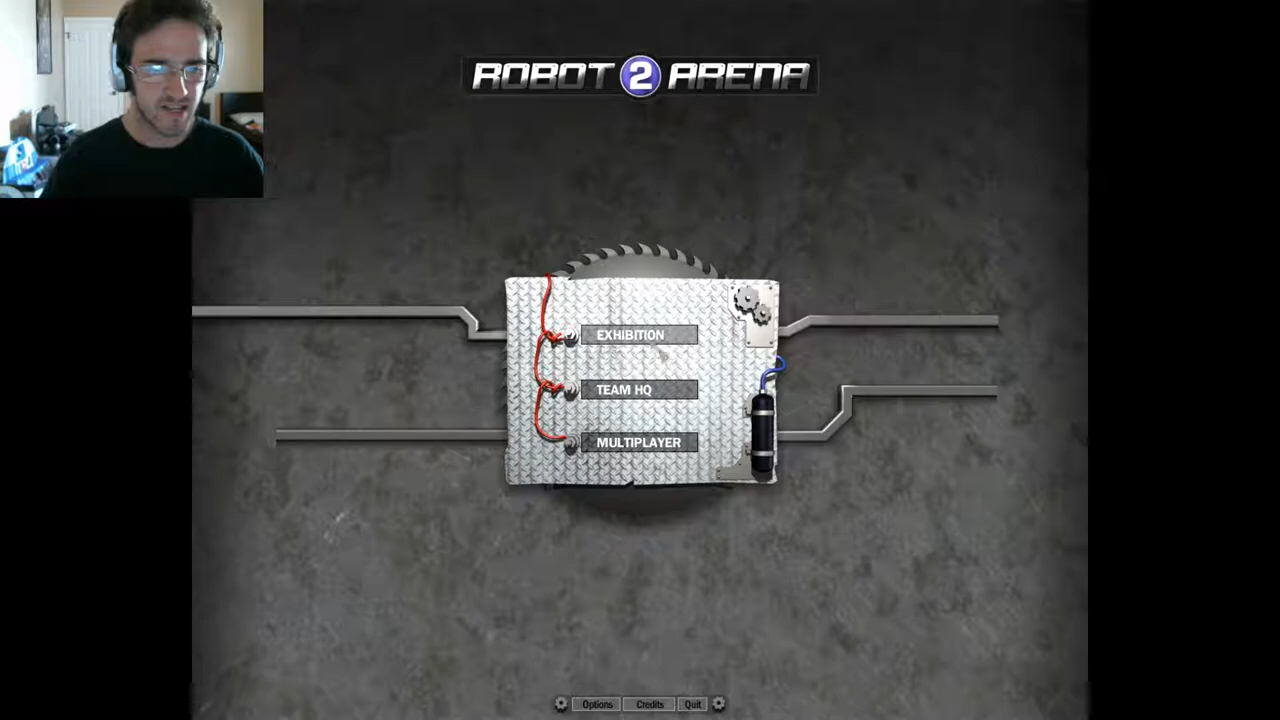 ROBOT 2 ARENA
EXHIBITION
TEAM HQ
MULTIPLAYER
Options Credits Quit